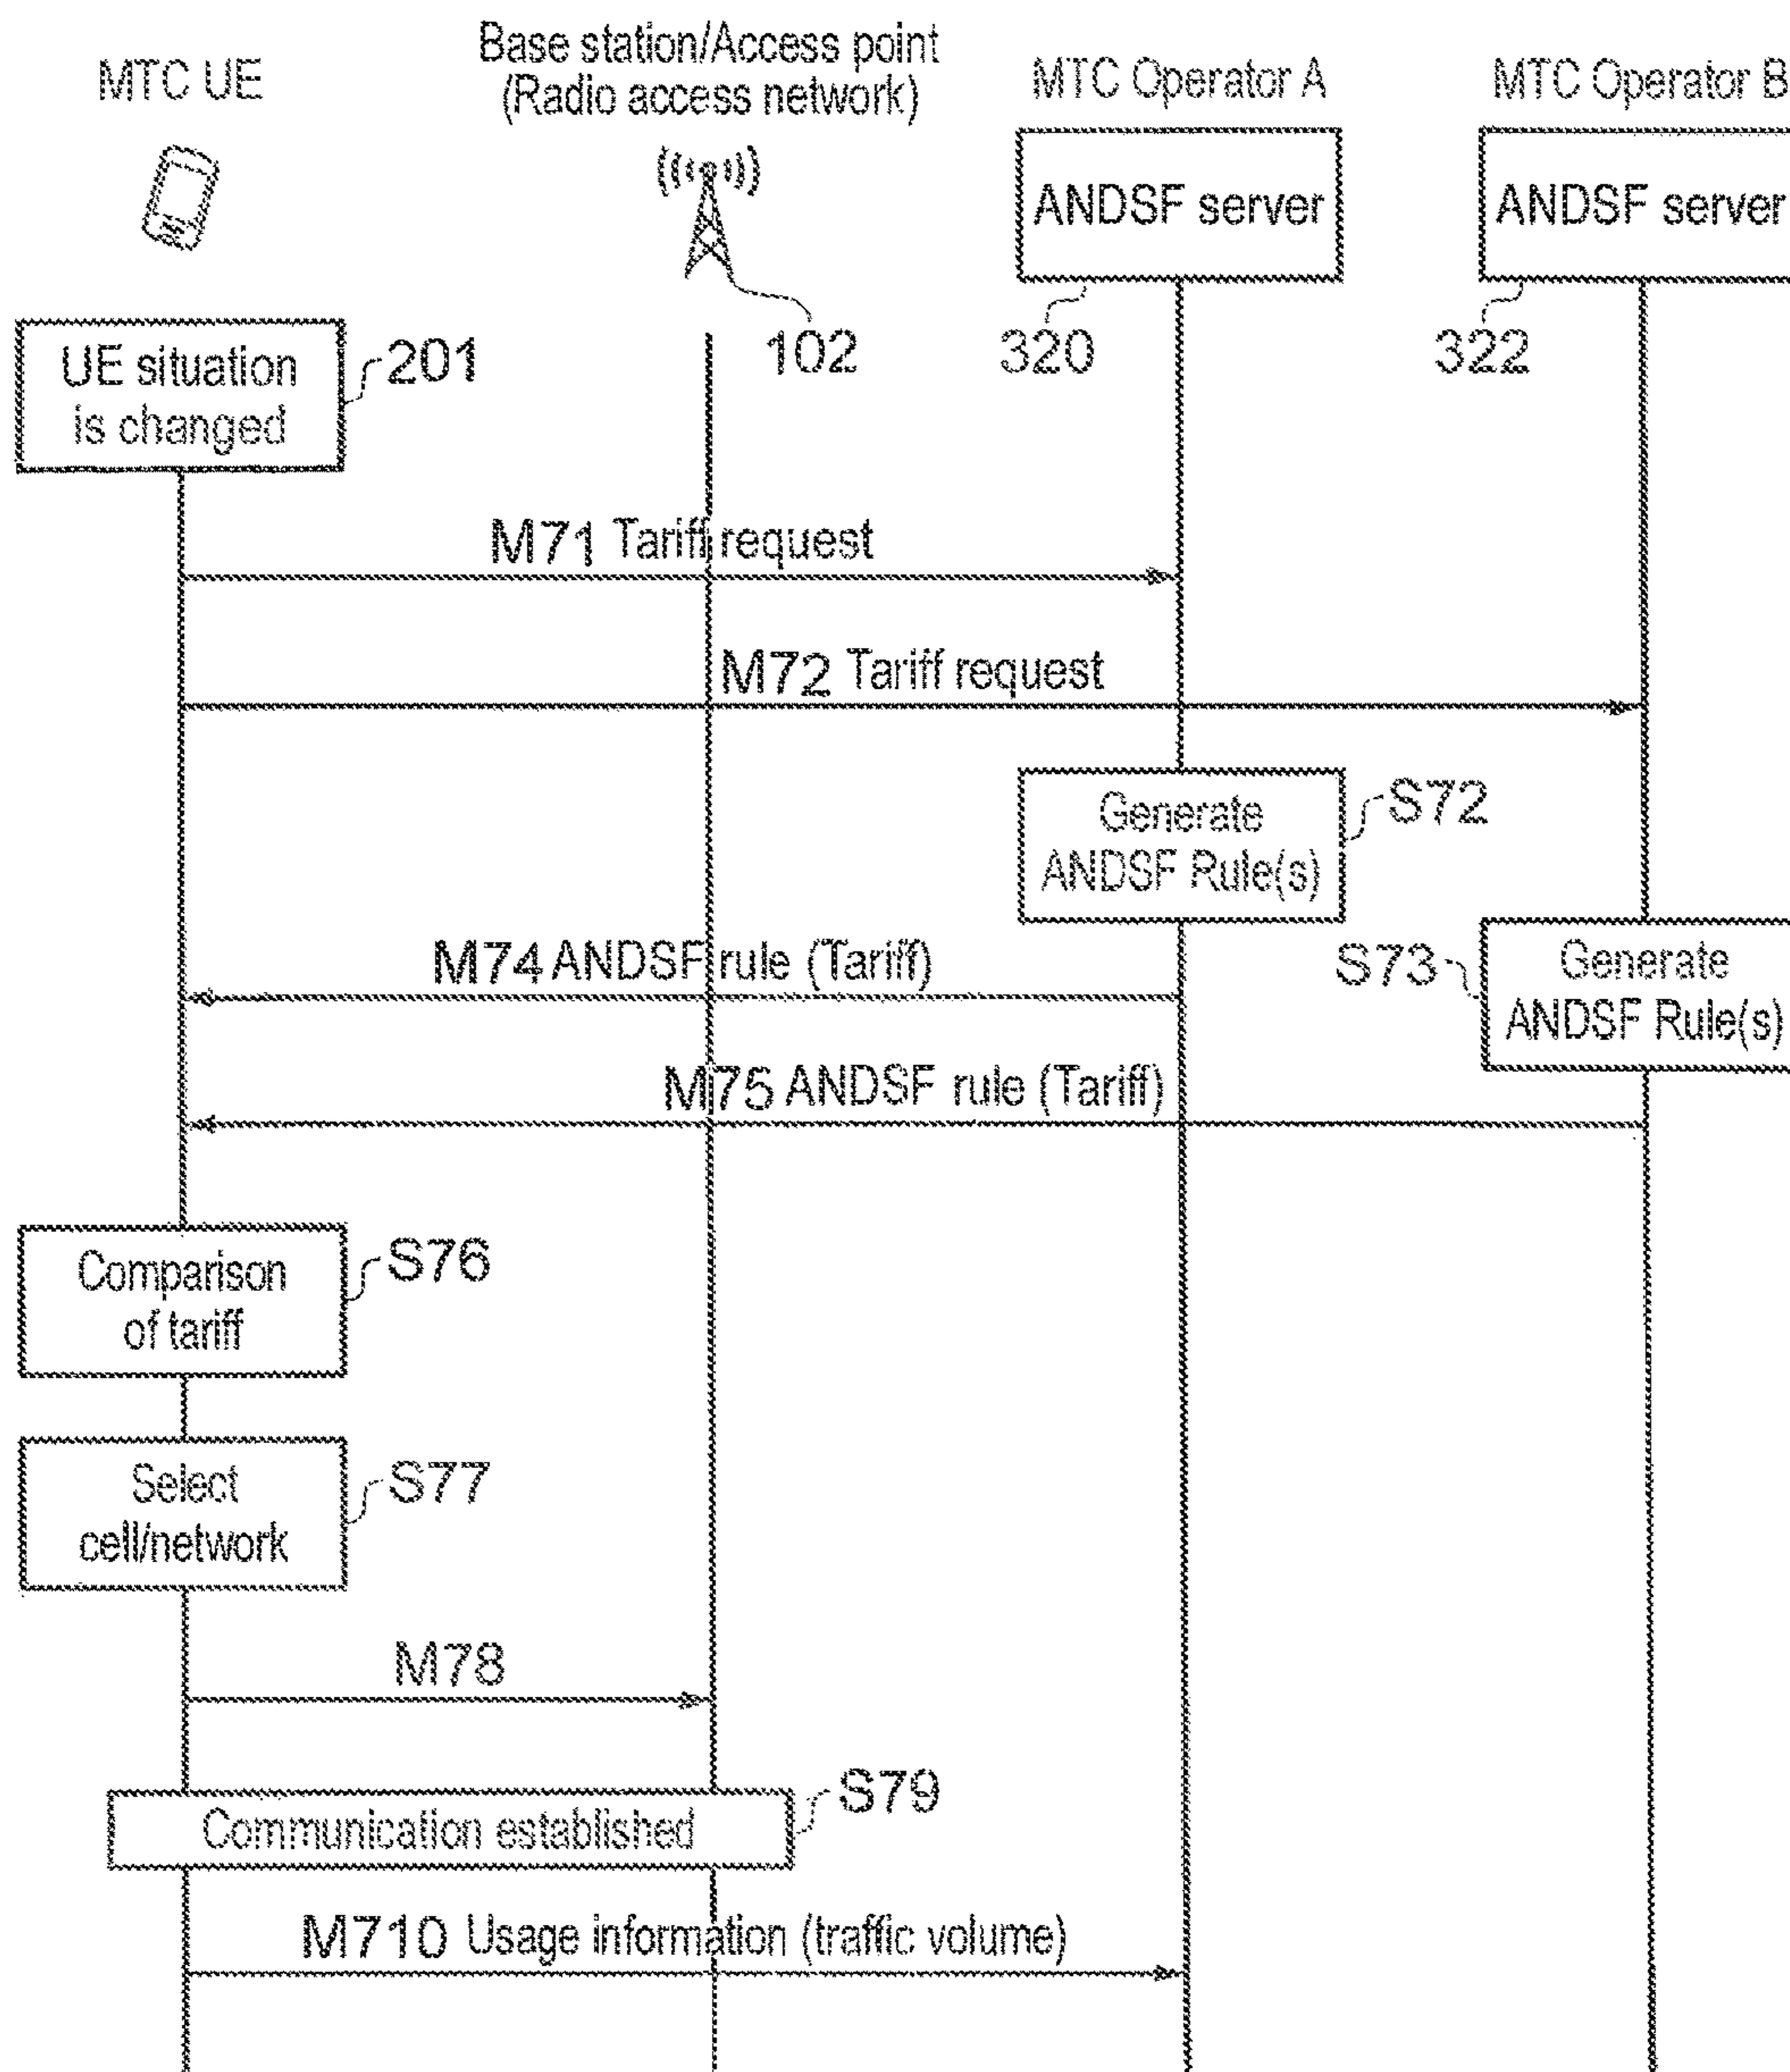 MTC UE
Base station/Access point
(Radio access network)
MTC Operator A
MTC Operator B
ANDSF server
ANDSF server
102
320
322
UE situation
is changed
201
M71 Tariff request
M72 Tariff request
Generate
ANDSF Rule(s)
S72
M74 ANDSF rule (Tariff)
S73
Generate
ANDSF Rule(s)
M75 ANDSF rule (Tariff)
Comparison
of tariff
S76
Select
cell/network
S77
M78
Communication established
S79
M710 Usage information (traffic volume)